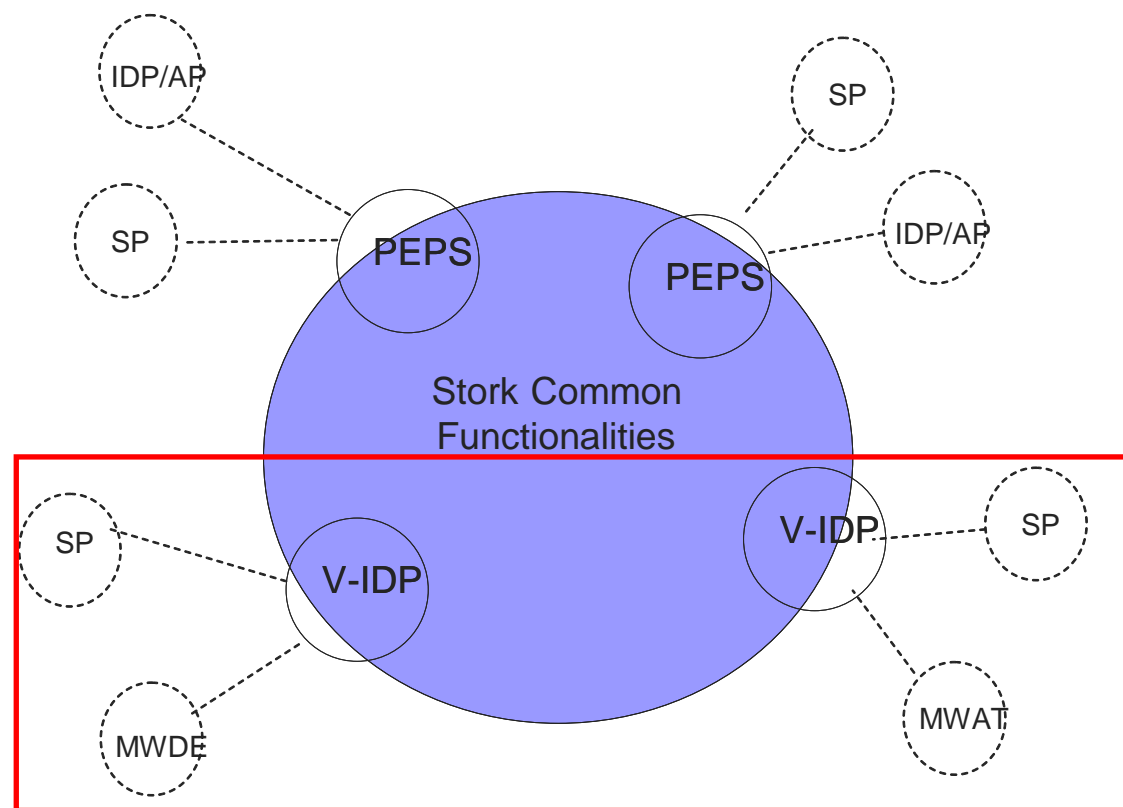 IDP/AP
SP
SP
IDP/AP
PEPS
PEPS
Stork Common
Functionalities
SP
V-IDP
V-IDP
SP
MWDE
MWAT